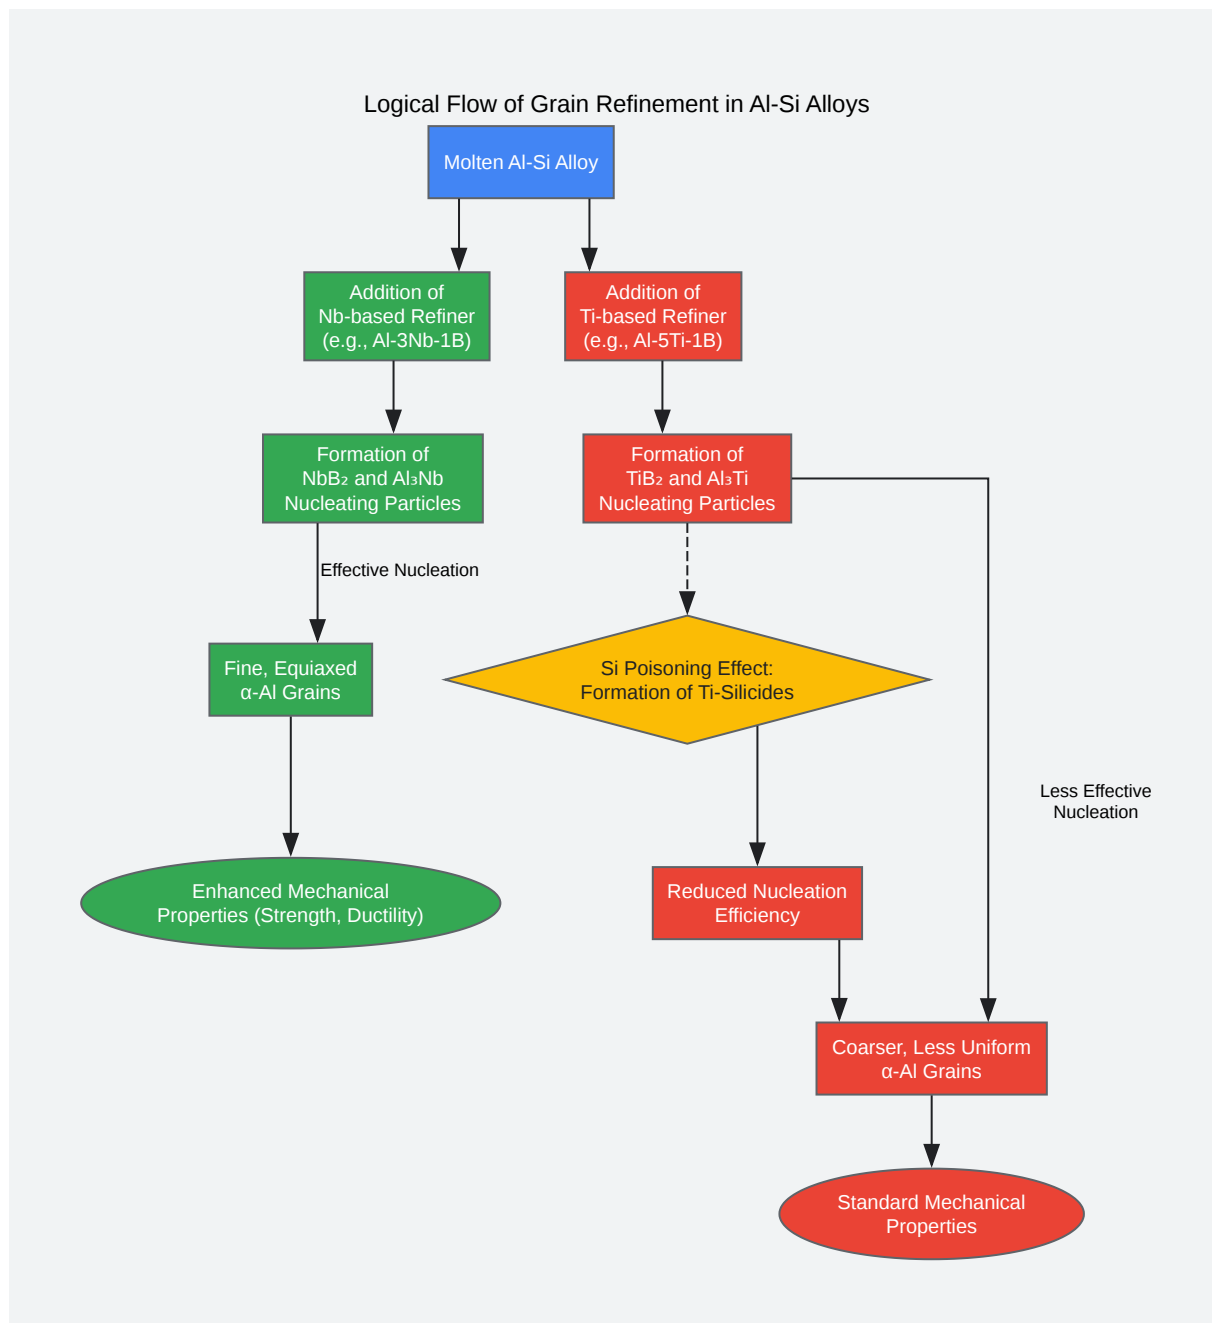 Logical Flow of Grain Refinement in Al-Si Alloys
Molten Al-Si Alloy
Addition of
Nb-based Refiner
(e.g., Al-3Nb-1B)
Addition of
Ti-based Refiner
(e.g., Al-5Ti-1B)
Formation of
NbB₂ and Al₃Nb
Nucleating Particles
Formation of
TiB₂ and Al₃Ti
Nucleating Particles
Effective Nucleation
Fine, Equiaxed
α-Al Grains
Si Poisoning Effect:
Formation of Ti-Silicides
Less Effective
Nucleation
Enhanced Mechanical
Properties (Strength, Ductility)
Reduced Nucleation
Efficiency
Coarser, Less Uniform
α-Al Grains
Standard Mechanical
Properties